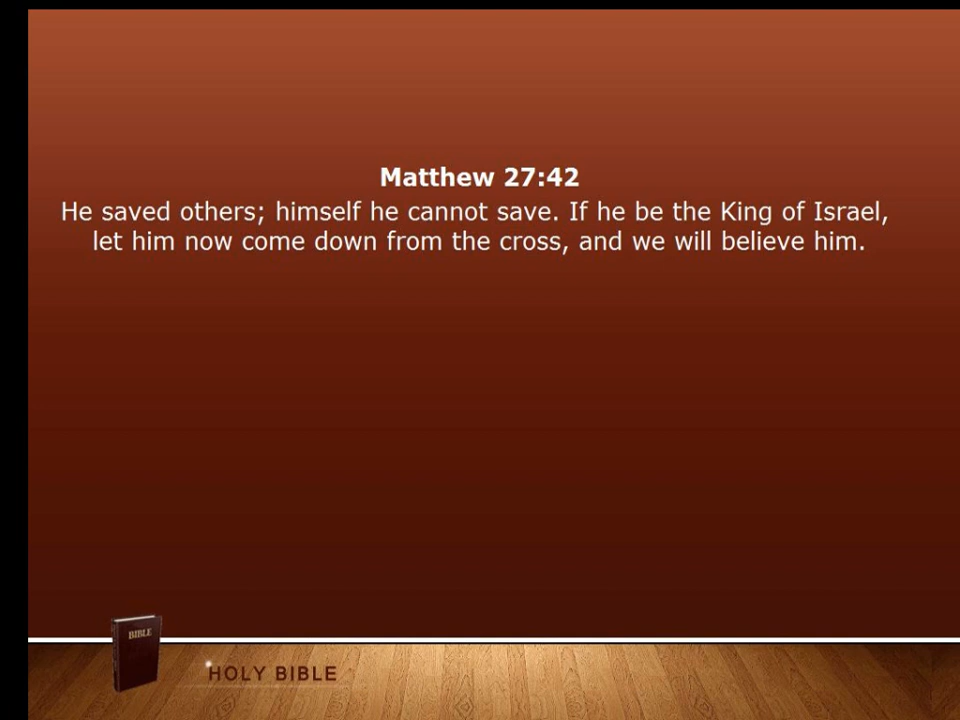 Matthew 27:42
He saved others; himself he cannot save. If he be the King of Israel,
let him now come down from the cross, and we will believe him.
BIBLE
HOLY BIBLE